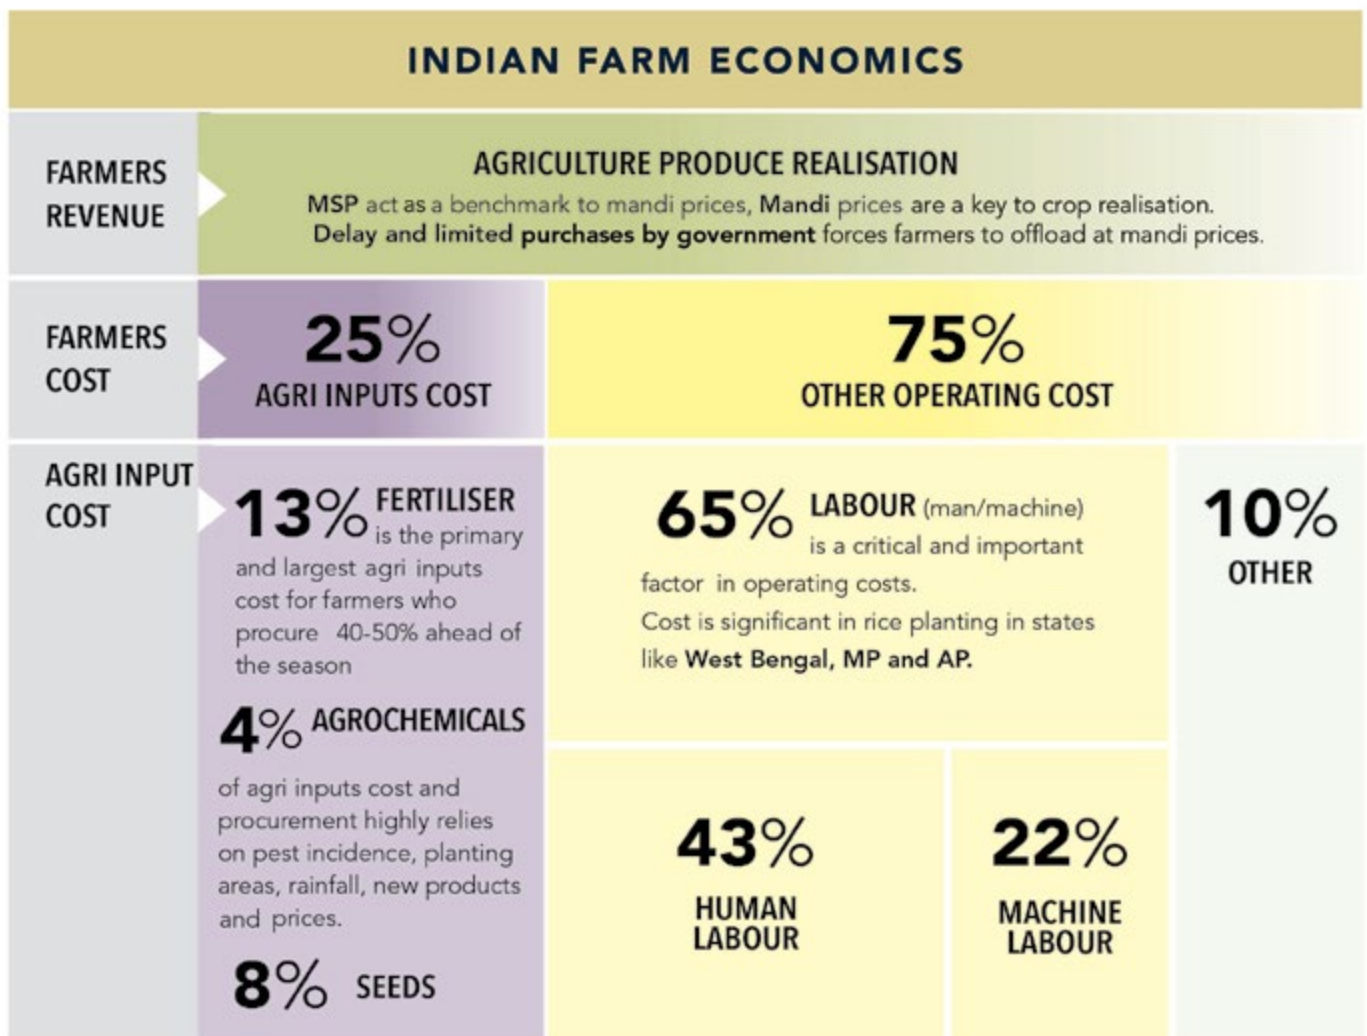 INDIAN FARM ECONOMICS
FARMERS
REVENUE
AGRICULTURE PRODUCE REALISATION
MSP act as a benchmark to mandi prices, Mandi prices are a key to crop realisation.
Delay and limited purchases by government forces farmers to offload at mandi prices.
FARMERS
COST
25%
AGRI INPUTS COST
75%
OTHER OPERATING COST
AGRI INPUT
COST
13% FERTILISER
is the primary
and largest agri inputs
cost for farmers who
procure 40-50% ahead of
the season
4% AGROCHEMICALS
of agri inputs cost and
procurement highly relies
on pest incidence, planting
areas, rainfall, new products
and prices.
8% SEEDS
65% LABOUR (man/machine)
is a critical and important
factor in operating costs.
Cost is significant in rice planting in states
like West Bengal, MP and AP.
43%
HUMAN
LABOUR
22%
MACHINE
LABOUR
10%
OTHER